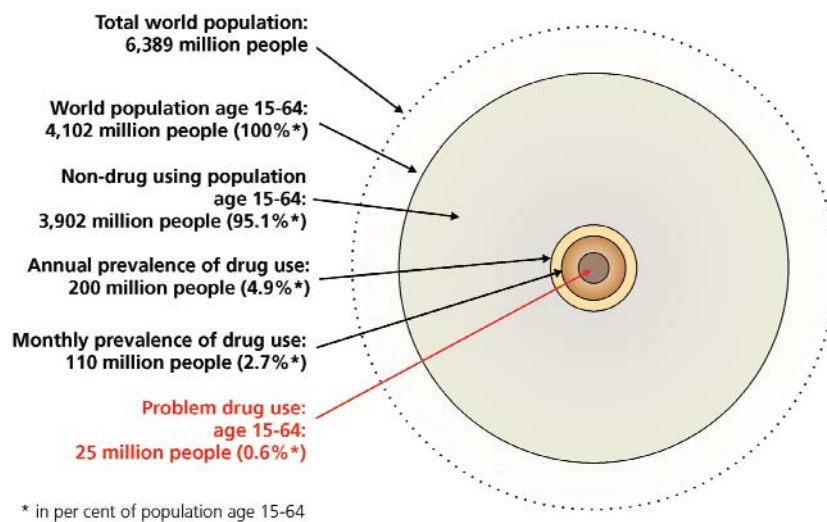 Total world population:
6,389 million people
World population age 15-64:
4,102 million people (100%*)
Non-drug using population
age 15-64:
3,902 million people (95.1%*)
Annual prevalence of drug use:
200 million people (4.9%*)
Monthly prevalence of drug use:
110 million people (2.7%*)
Problem drug use:
age 15-64:
25 million people (0.6%*)
* in per cent of population age 15-64